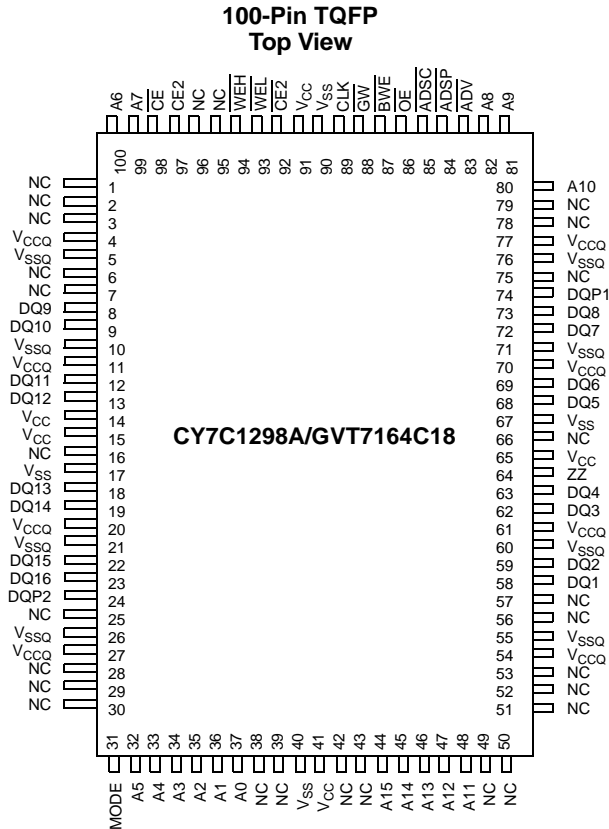 100-Pin TQFP
Top View
A6
A7
CE
CE2
NC
NC
WEH
WEL
CE2
VCC
VSS
CLK
GW
BWE
OE
ADSC
ADSP
ADV
A8
A9
100
99
98
97
96
95
94
93
92
91
90
89
88
87
86
85
84
83
82
81
NC 1
NC 2
NC 3
VCCQ 4
VSSQ 5
NC 6
NC 7
DQ9 8
DQ10 9
VSSQ 10
VCCQ 11
DQ11 12
DQ12 13
VCC 14
VCC 15
NC 16
VSS 17
DQ13 18
DQ14 19
VCCQ 20
VSSQ 21
DQ15 22
DQ16 23
DQP2 24
NC 25
VSSQ 26
VCCQ 27
NC 28
NC 29
NC 30
CY7C1298A/GVT7164C18
80 A10
79 NC
78 NC
77 VCCQ
76 VSSQ
75 NC
74 DQP1
73 DQ8
72 DQ7
71 VSSQ
70 VCCQ
69 DQ6
68 DQ5
67 VSS
66 NC
65 VCC
64 ZZ
63 DQ4
62 DQ3
61 VCCQ
60 VSSQ
59 DQ2
58 DQ1
57 NC
56 NC
55 VSSQ
54 VCCQ
53 NC
52 NC
51 NC
31
32
33
34
35
36
37
38
39
40
41
42
43
44
45
46
47
48
49
50
MODE
A5
A4
A3
A2
A1
A0
NC
NC
VSS
VCC
NC
NC
A15
A14
A13
A12
A11
NC
NC